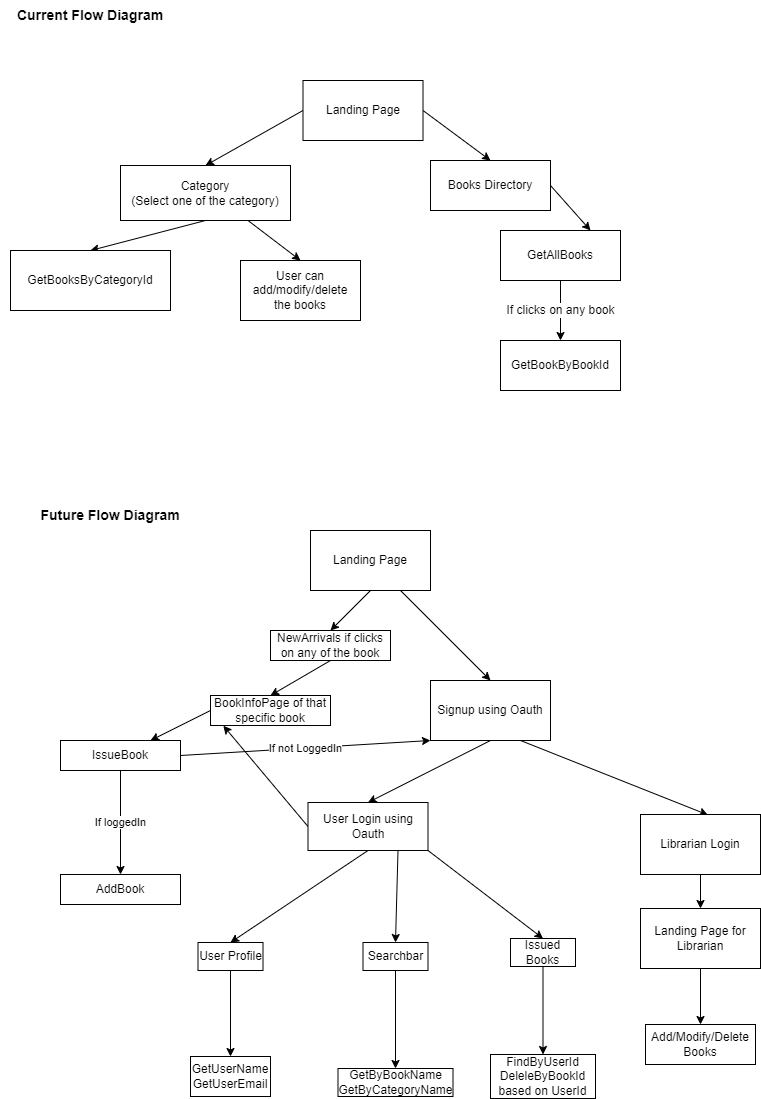 Current Flow Diagram
Landing Page
Category
(Select one of the category)
Books Directory
GetBooksByCategoryId
User can
add/modify/delete
the books
GetAllBooks
If clicks on any book
GetBookByBookId
Future Flow Diagram
Landing Page
NewArrivals if clicks
on any of the book
BookInfoPage of that
specific book
Signup using Oauth
IssueBook
If not LoggedIn
If loggedIn
AddBook
User Login using
Oauth
Librarian Login
Landing Page for
Librarian
User Profile
Searchbar
Issued
Books
Add/Modify/Delete
Books
GetUserName
GetUserEmail
GetByBookName
GetByCategoryName
FindByUserId
DeleleByBookId
based on UserId